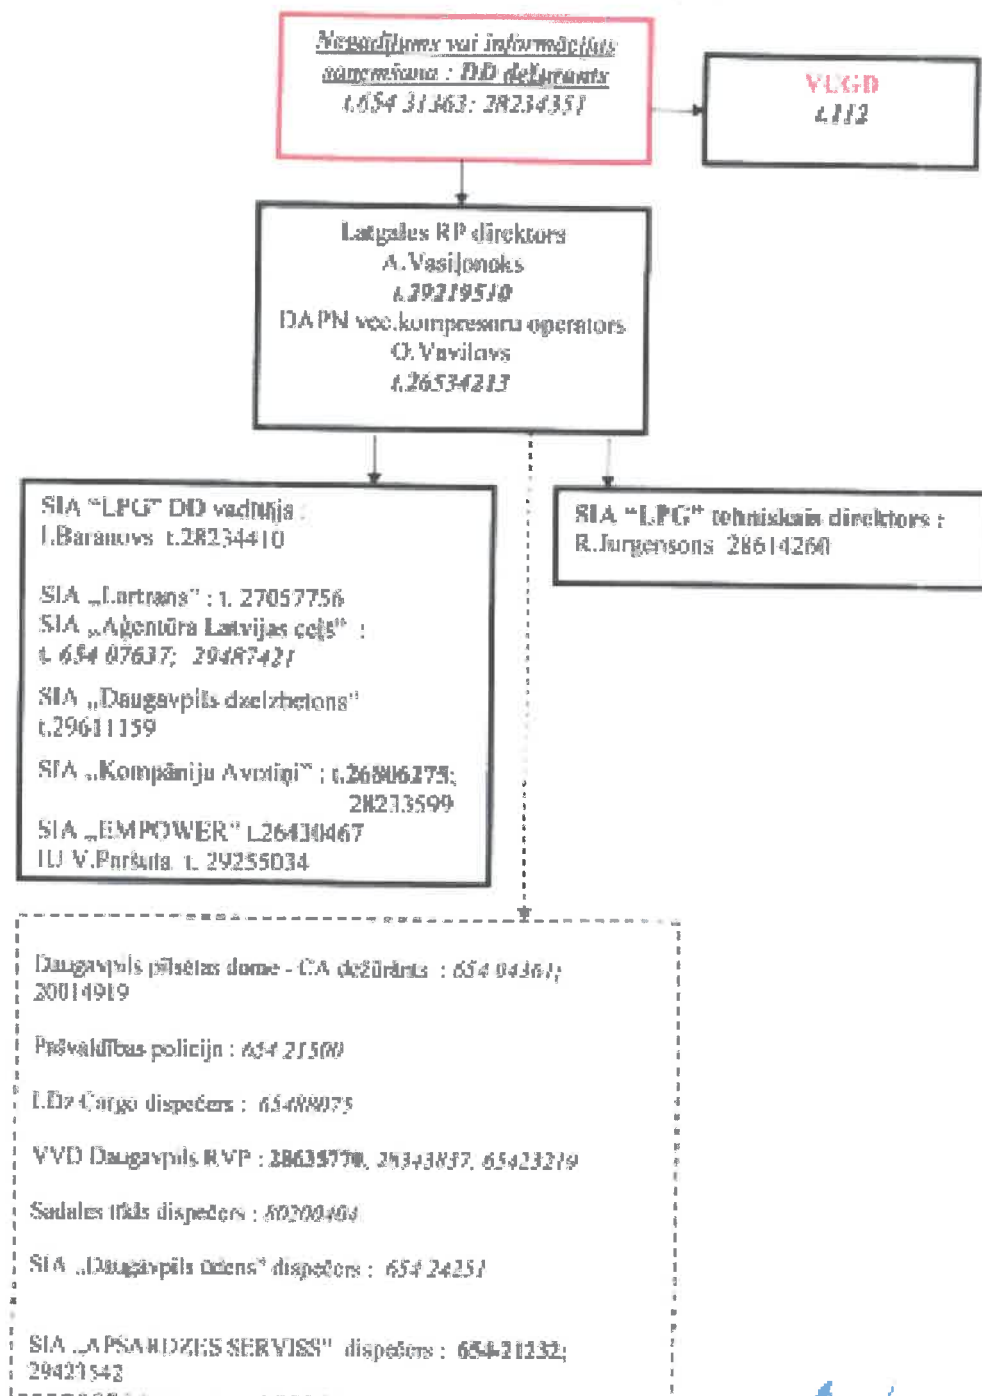 Negadījums vai informācijas
saņemšana : DD dežurants
t.654 31363; 28234351
VUGD
t.112
Latgales RP direktors
A.Vasiļonoks
t.29219510
DAPN vec.kompresoru operators
O.Vavilovs
t.26534213
SIA “LPG” DD vadītājs :
J.Baranovs t.28234410
SIA „Lartrans” : t. 27057756
SIA „Aģentūra Latvijas ceļš” :
t. 654 07637; 29487421
SIA „Daugavpils dzelzbetons”
t.29611159
SIA „Kompāniju Avotiņi” : t.26806275;
28233599
SIA „EMPOWER” t.26430467
V.Paršuta t. 29255034
SIA “LPG” tehniskais direktors :
R.Jurgensons 28614260
Daugavpils pilsētas dome - CA dežūrants : 654 04361;
20014919
Pašvaldības policija : 654 21500
LDz Cargo dispečers : 65488075
VVD Daugavpils RVP : 28635770, 28343857, 65423219
Sadales tīkls dispečers : 80200404
SIA „Daugavpils ūdens” dispečers : 654 24251
SIA „APSARDZES SERVISS” dispečers : 654-21232;
29421542